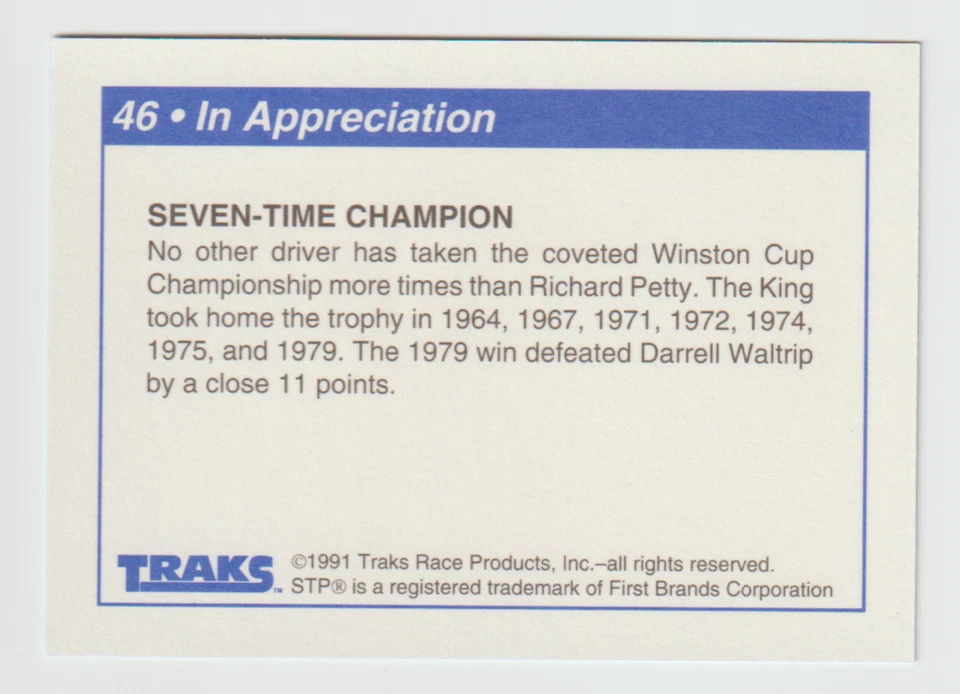 46 • In Appreciation
SEVEN-TIME CHAMPION
No other driver has taken the coveted Winston Cup
Championship more times than Richard Petty. The King
took home the trophy in 1964, 1967, 1971, 1972, 1974,
1975, and 1979. The 1979 win defeated Darrell Waltrip
by a close 11 points.
TRAKS™ ©1991 Traks Race Products, Inc.–all rights reserved.
STP® is a registered trademark of First Brands Corporation